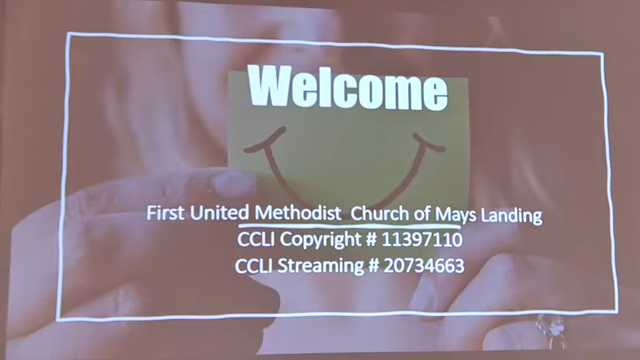 Welcome
First United Methodist Church of Mays Landing
CCLI Copyright # 11397110
CCLI Streaming # 20734663